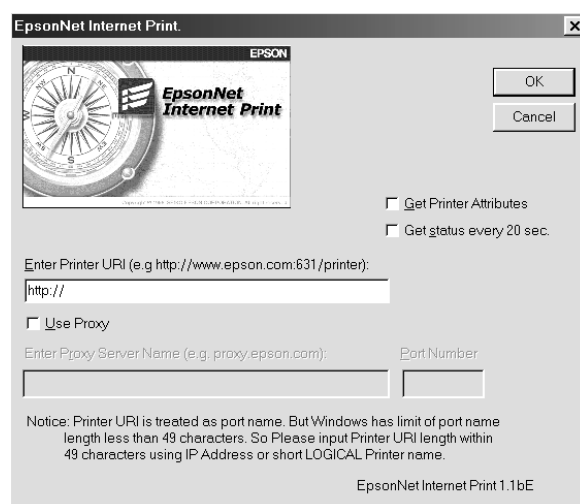 EpsonNet Internet Print.
EPSON
N
NW
NE
W
S
EpsonNet
Internet Print
OK
Cancel
Get Printer Attributes
Get status every 20 sec.
Enter Printer URI (e.g http://www.epson.com:631/printer):
http://
Use Proxy
Enter Proxy Server Name (e.g. proxy.epson.com):
Port Number
Notice: Printer URI is treated as port name. But Windows has limit of port name
length less than 49 characters. So Please input Printer URI length within
49 characters using IP Address or short LOGICAL Printer name.
EpsonNet Internet Print 1.1bE